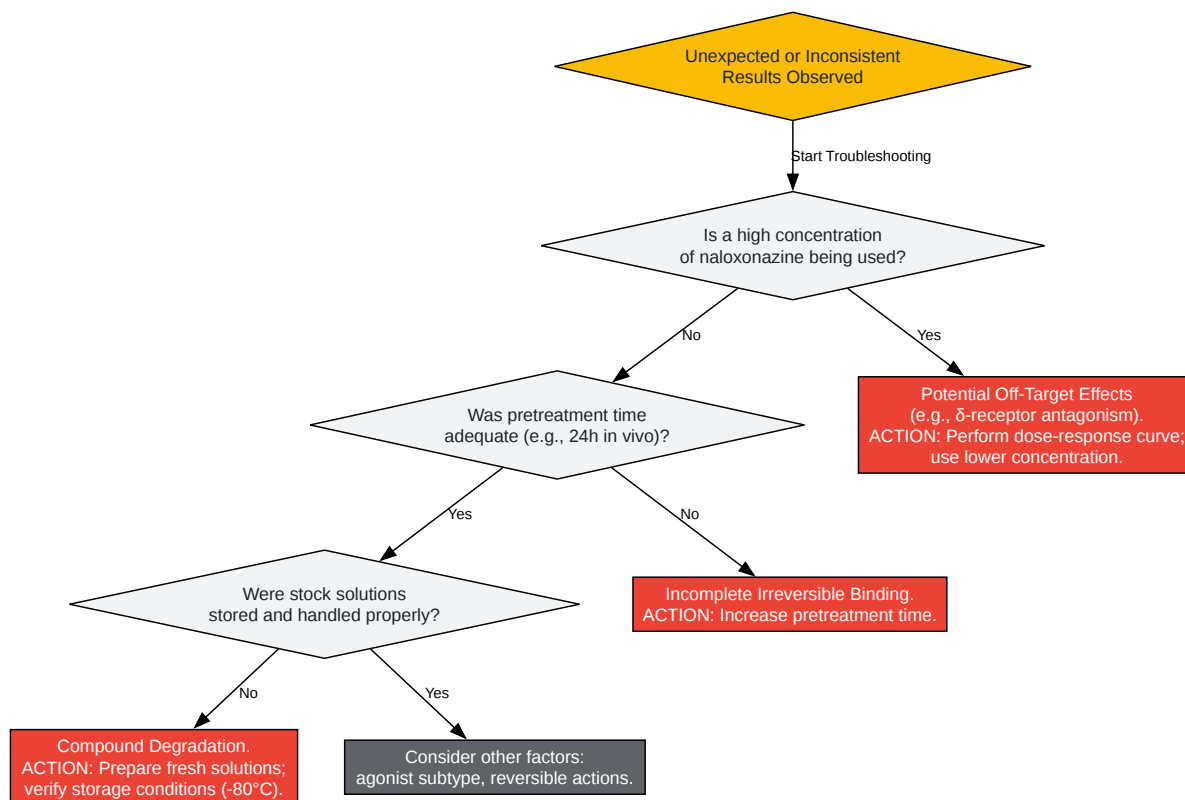 Unexpected or Inconsistent
Results Observed
Start Troubleshooting
Is a high concentration
of naloxonazine being used?
No
Yes
Potential Off-Target Effects
(e.g., δ-receptor antagonism).
ACTION: Perform dose-response curve;
use lower concentration.
Was pretreatment time
adequate (e.g., 24h in vivo)?
Yes
No
Incomplete Irreversible Binding.
ACTION: Increase pretreatment time.
Were stock solutions
stored and handled properly?
No
Yes
Compound Degradation.
ACTION: Prepare fresh solutions;
verify storage conditions (-80°C).
Consider other factors:
agonist subtype, reversible actions.